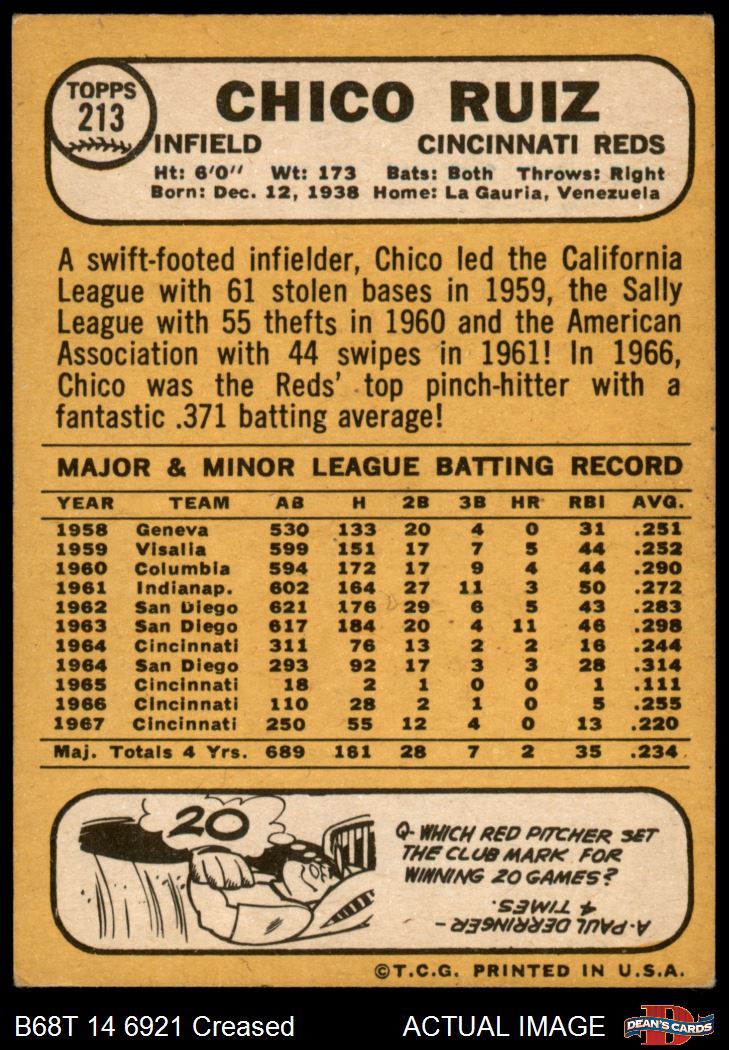 TOPPS
213
CHICO RUIZ
INFIELD CINCINNATI REDS
Ht: 6'0" Wt: 173 Bats: Both Throws: Right
Born: Dec. 12, 1938 Home: La Gauria, Venezuela
A swift-footed infielder, Chico led the California
League with 61 stolen bases in 1959, the Sally
League with 55 thefts in 1960 and the American
Association with 44 swipes in 1961! In 1966,
Chico was the Reds' top pinch-hitter with a
fantastic .371 batting average!
MAJOR & MINOR LEAGUE BATTING RECORD
YEAR TEAM AB H 2B 3B HR RBI AVG.
1958 Geneva 530 133 20 4 0 31 .251
1959 Visalia 599 151 17 7 5 44 .252
1960 Columbia 594 172 17 9 4 44 .290
1961 Indianap. 602 164 27 11 3 50 .272
1962 San Diego 621 176 29 6 5 43 .283
1963 San Diego 617 184 20 4 11 46 .298
1964 Cincinnati 311 76 13 2 2 16 .244
1964 San Diego 293 92 17 3 3 28 .314
1965 Cincinnati 18 2 1 0 0 1 .111
1966 Cincinnati 110 28 2 1 0 5 .255
1967 Cincinnati 250 55 12 4 0 13 .220
Maj. Totals 4 Yrs. 689 161 28 7 2 35 .234
20
Q- WHICH RED PITCHER SET
THE CLUB MARK FOR
WINNING 20 GAMES?
A- PAUL DERRINGER -
4 TIMES.
©T.C.G. PRINTED IN U.S.A.
B68T 14 6921 Creased ACTUAL IMAGE
DEAN'S CARDS